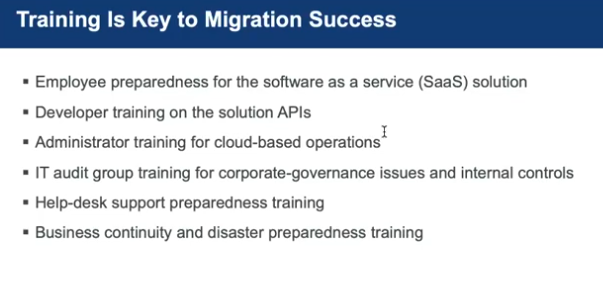 Training Is Key to Migration Success
▪ Employee preparedness for the software as a service (SaaS) solution
▪ Developer training on the solution APIs
▪ Administrator training for cloud-based operations
▪ IT audit group training for corporate-governance issues and internal controls
▪ Help-desk support preparedness training
▪ Business continuity and disaster preparedness training